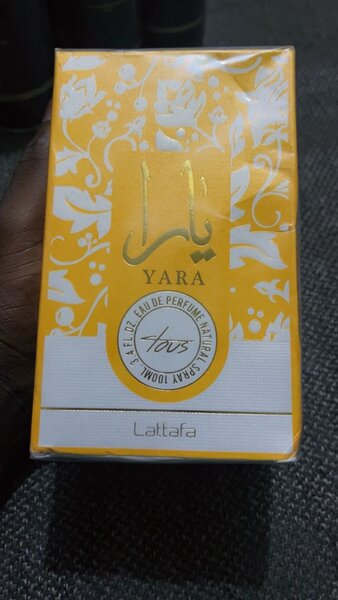 يارا
YARA
EAU DE PERFUME NATURAL SPRAY 100ML 3.4 FL OZ
tous
Lattafa